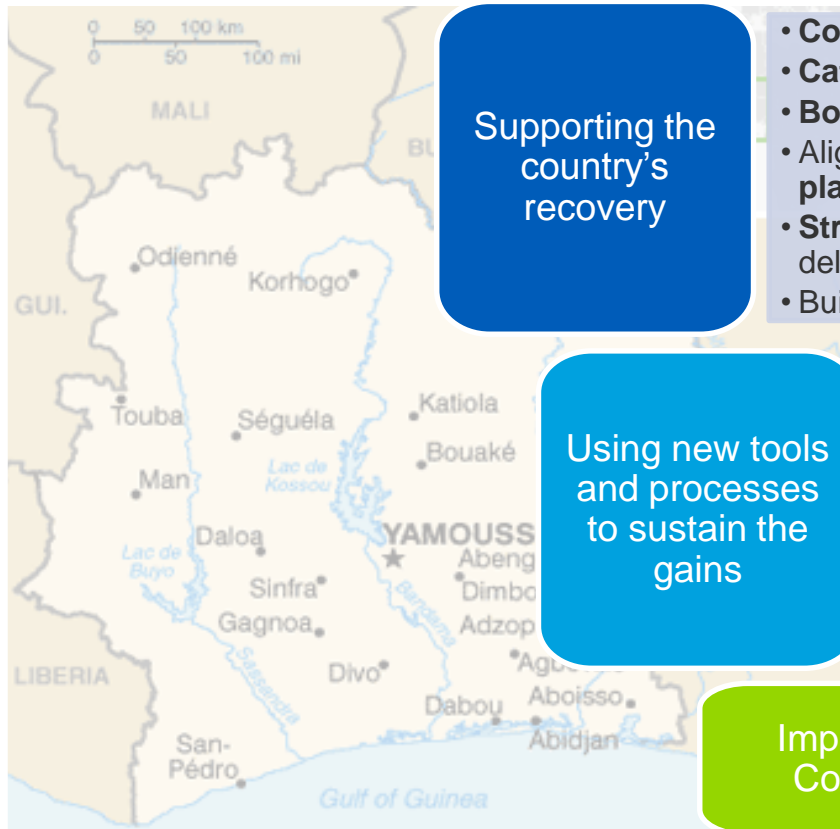 0 50 100 km
0 50 100 mi
MALI
GUI.
LIBERIA
Odienné
Korhogo
Touba
Séguéla
Katiola
Bouaké
Man
Lac de
Kossou
Daloa
YAMOUSS
Lac de
Buyo
Abeng
Sinfra
Dimbo
Bandama
Gagnoa
Adzop
Sassandra
Divo
Dabou
Aboisso
Abidjan
San-
Pédro
Gulf of Guinea
Supporting the
country's
recovery
• Co
• Ca
• Bo
• Alig
pla
• Str
del
• Bui
Using new tools
and processes
to sustain the
gains
Imp
Co